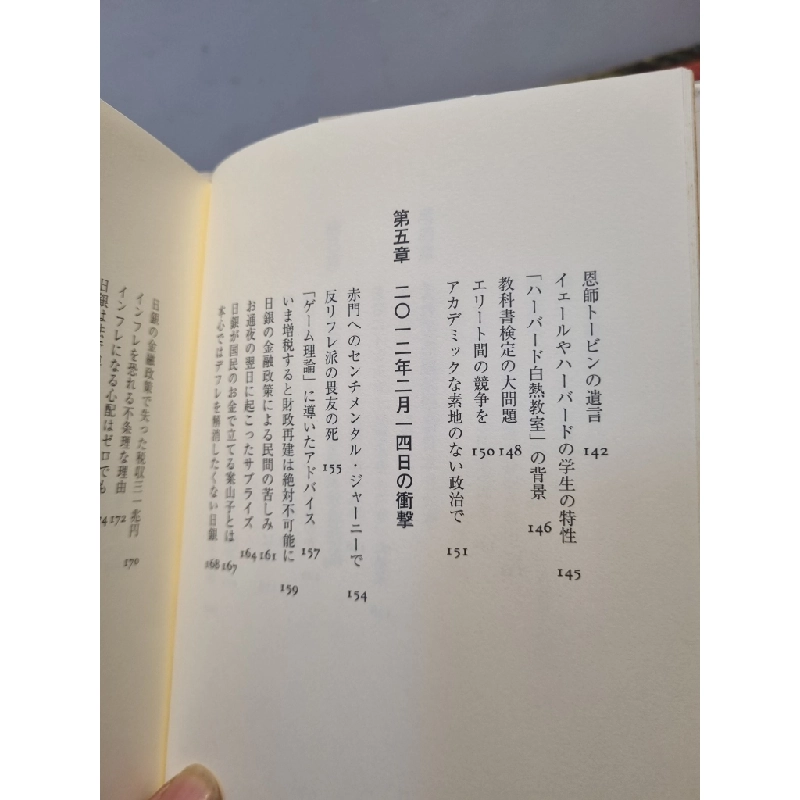 恩師トービンの遺言 142
イェールやハーバードの学生の特性 145
「ハーバード白熱教室」の背景 146
教科書検定の大問題 148
エリート間の競争を 150
アカデミックな素地のない政治で 151
第五章 二〇一二年二月一四日の衝撃
赤門へのセンチメンタル・ジャーニーで 154
反リフレ派の畏友の死 155
「ゲーム理論」に導いたアドバイス 157
いま増税すると財政再建は絶対不可能に 159
日銀の金融政策による民間の苦しみ 161
お通夜の翌日に起こったサプライズ 164
日銀が国民のお金で立てる案山子とは 167
本心ではデフレを解消したくない日銀 168
日銀の金融政策で失った税収三一兆円 170
インフレを恐れる不条理な理由 172
インフレになる心配はゼロでも